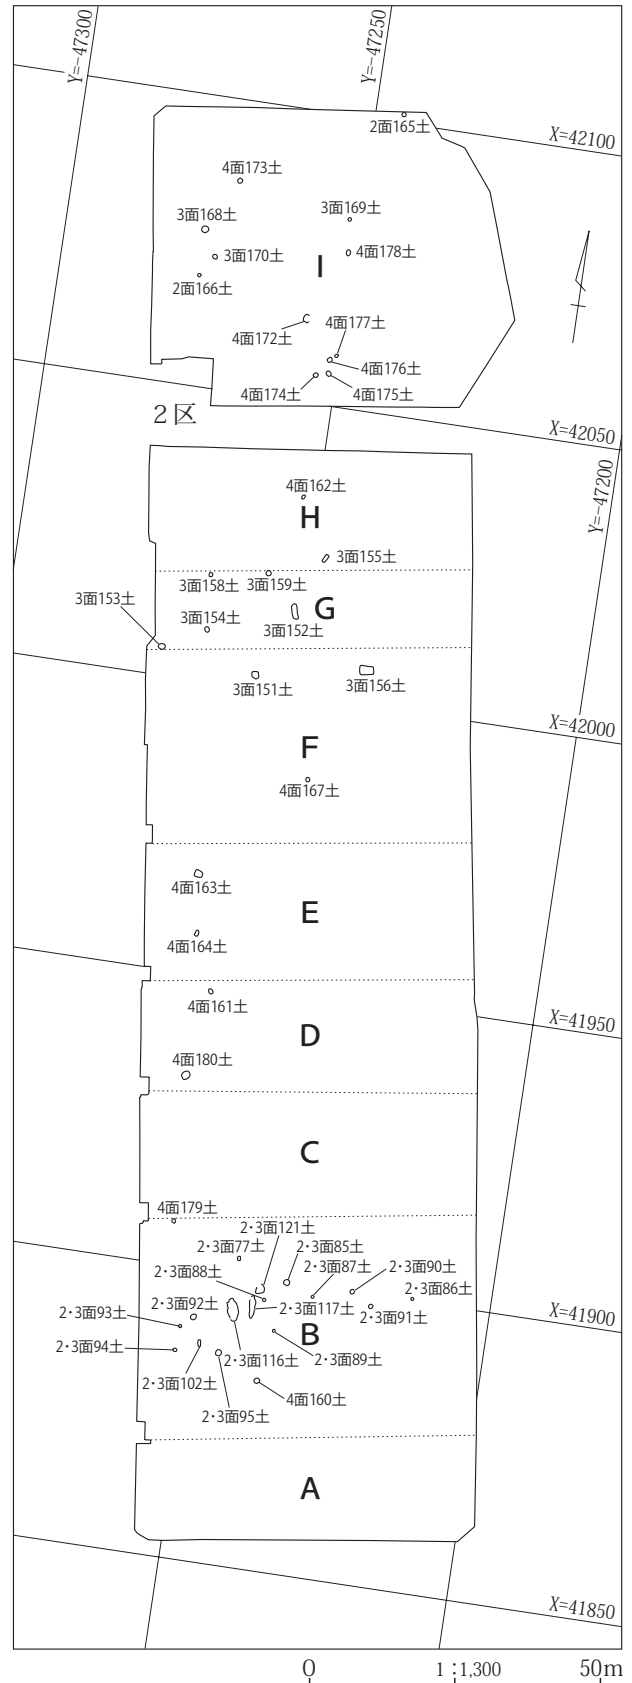 Y=-47300
Y=-47250
X=42100
2面165土
4面173土
3面168土
3面169土
3面170土
4面178土
I
2面166土
4面172土
4面177土
4面176土
4面174土
4面175土
2区
X=42050
Y=-47200
4面162土
H
3面155土
3面158土
3面159土
3面153土
3面154土
G
3面152土
3面151土
3面156土
X=42000
F
4面167土
4面163土
E
4面164土
4面161土
X=41950
D
4面180土
C
4面179土
2・3面121土
2・3面77土
2・3面85土
2・3面87土
2・3面88土
2・3面90土
2・3面86土
2・3面92土
2・3面93土
2・3面117土
2・3面91土
X=41900
B
2・3面94土
2・3面116土
2・3面89土
2・3面102土
4面160土
2・3面95土
A
X=41850
0
1:1,300
50m